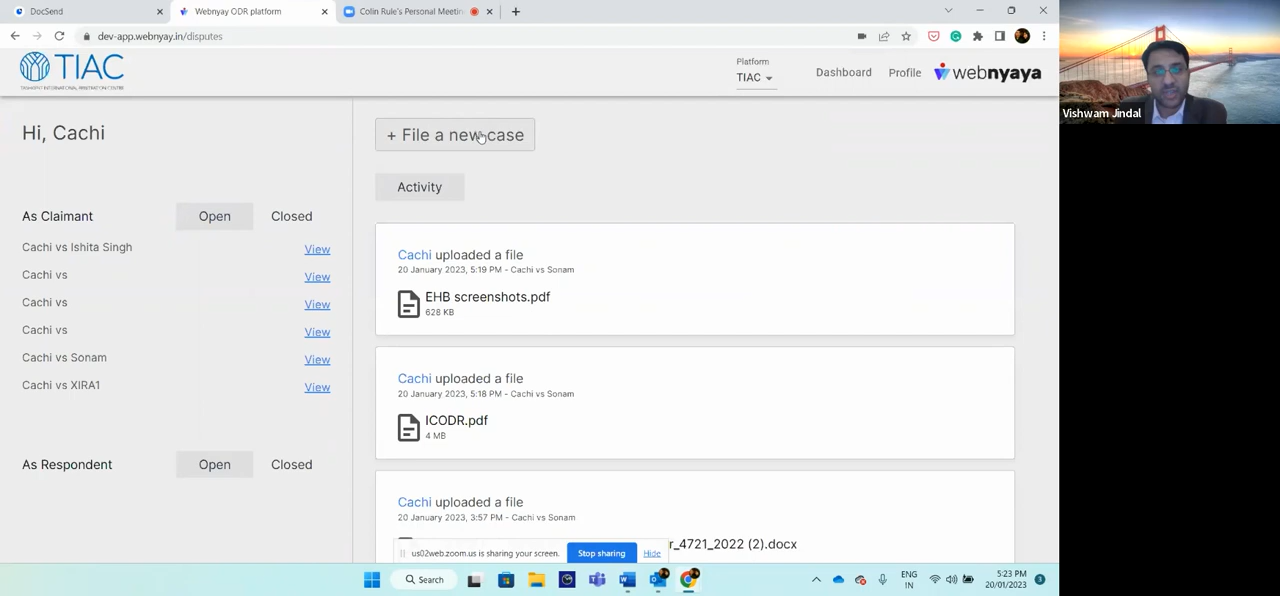 DocSend
Webnyay ODR platform
Colin Rule's Personal Meetin
dev-app.webnyay.in/disputes
TIAC
TASHKENT INTERNATIONAL ARBITRATION CENTRE
Platform
TIAC
Dashboard
Profile
webnyaya
Vishwam Jindal
Hi, Cachi
+ File a new case
Activity
As Claimant
Open
Closed
Cachi vs Ishita Singh
View
Cachi vs
View
Cachi vs
View
Cachi vs
View
Cachi vs Sonam
View
Cachi vs XIRA1
View
As Respondent
Open
Closed
Cachi uploaded a file
20 January 2023, 5:19 PM - Cachi vs Sonam
EHB screenshots.pdf
628 KB
Cachi uploaded a file
20 January 2023, 5:18 PM - Cachi vs Sonam
ICODR.pdf
4 MB
Cachi uploaded a file
20 January 2023, 3:57 PM - Cachi vs Sonam
r_4721_2022 (2).docx
us02web.zoom.us is sharing your screen.
Stop sharing
Hide
Search
ENG
IN
5:23 PM
20/01/2023
3